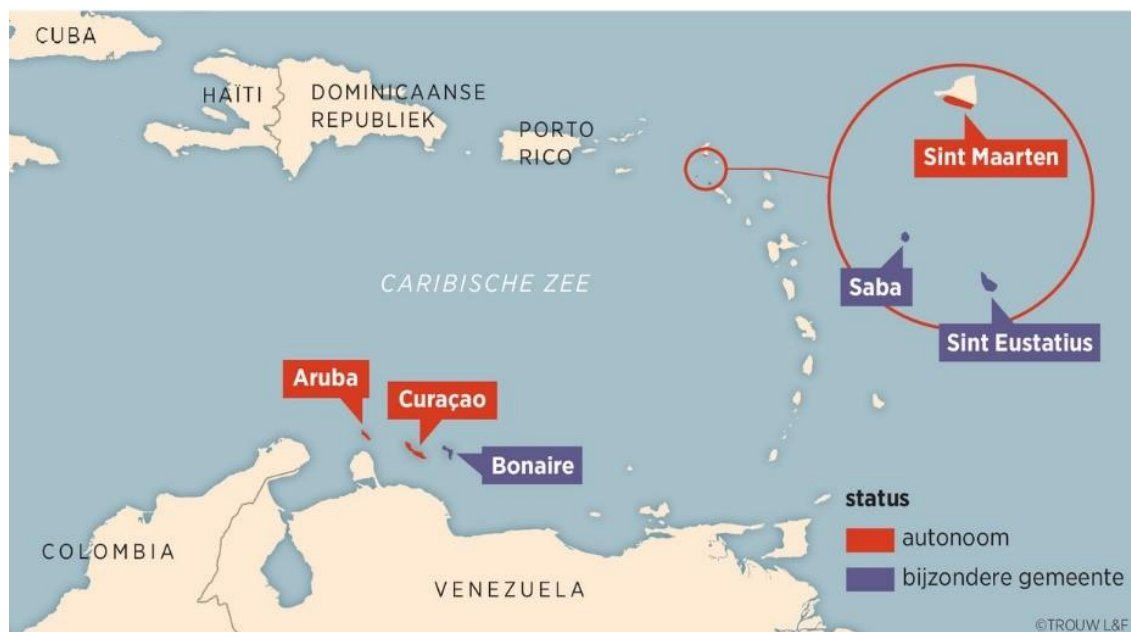 CUBA
HAÏTI
DOMINICAANSE
REPUBLIEK
PORTO
RICO
Sint Maarten
Saba
Sint Eustatius
CARIBISCHE ZEE
Aruba
Curaçao
Bonaire
COLOMBIA
VENEZUELA
status
autonoom
bijzondere gemeente
©TROUW L&F